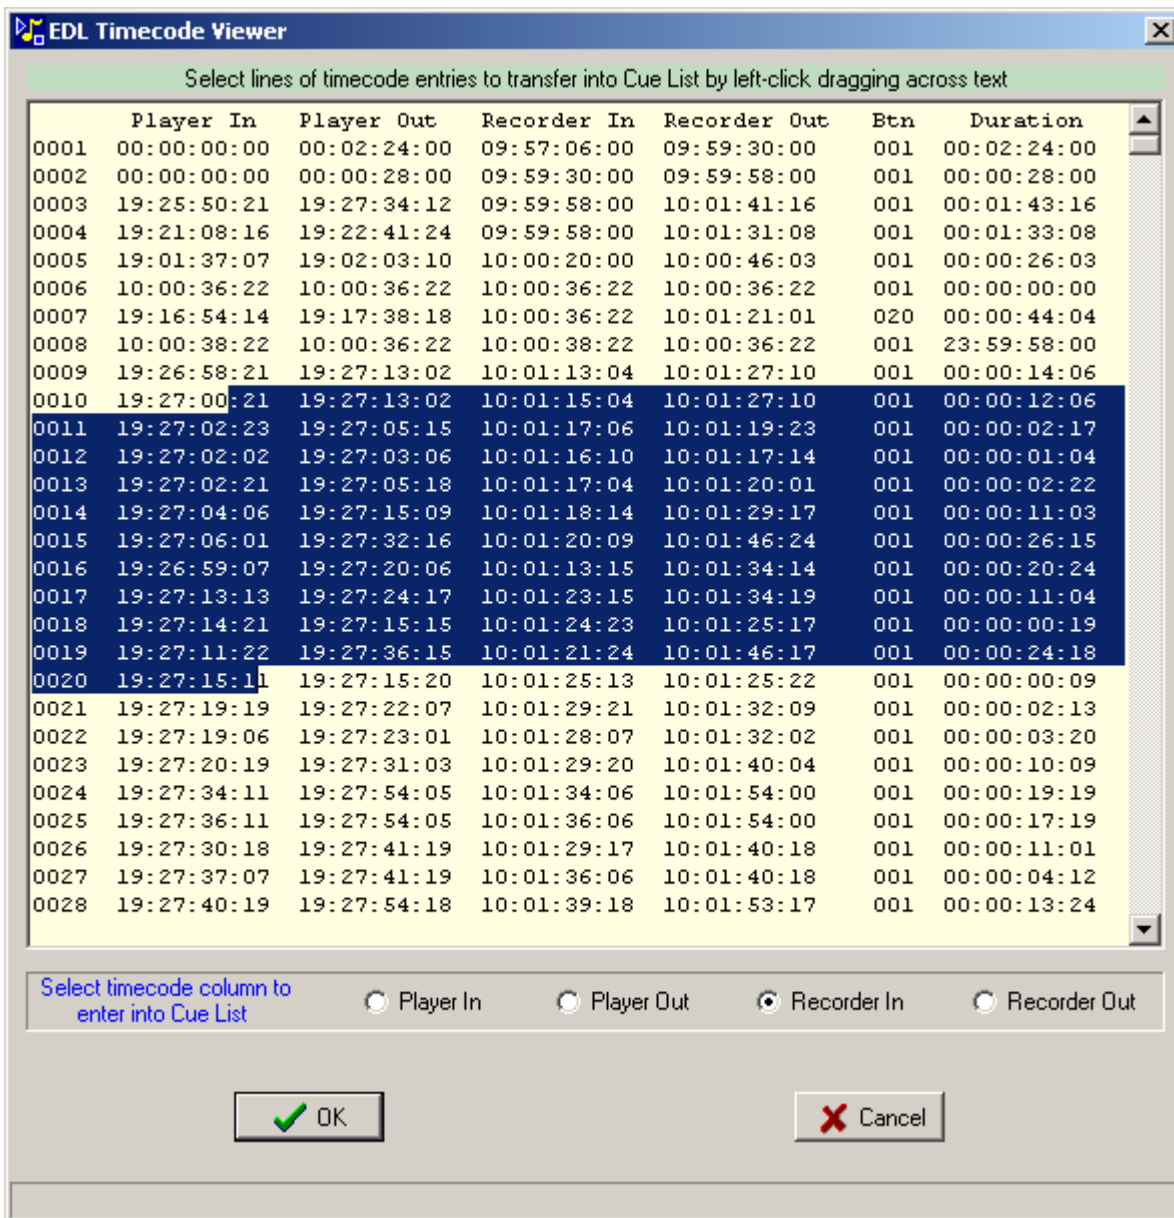 EDL Timecode Viewer
Select lines of timecode entries to transfer into Cue List by left-click dragging across text
Player In Player Out Recorder In Recorder Out Btn Duration
0001 00:00:00:00 00:02:24:00 09:57:06:00 09:59:30:00 001 00:02:24:00
0002 00:00:00:00 00:00:28:00 09:59:30:00 09:59:58:00 001 00:00:28:00
0003 19:25:50:21 19:27:34:12 09:59:58:00 10:01:41:16 001 00:01:43:16
0004 19:21:08:16 19:22:41:24 09:59:58:00 10:01:31:08 001 00:01:33:08
0005 19:01:37:07 19:02:03:10 10:00:20:00 10:00:46:03 001 00:00:26:03
0006 10:00:36:22 10:00:36:22 10:00:36:22 10:00:36:22 001 00:00:00:00
0007 19:16:54:14 19:17:38:18 10:00:36:22 10:01:21:01 020 00:00:44:04
0008 10:00:38:22 10:00:36:22 10:00:38:22 10:00:36:22 001 23:59:58:00
0009 19:26:58:21 19:27:13:02 10:01:13:04 10:01:27:10 001 00:00:14:06
0010 19:27:00:21 19:27:13:02 10:01:15:04 10:01:27:10 001 00:00:12:06
0011 19:27:02:23 19:27:05:15 10:01:17:06 10:01:19:23 001 00:00:02:17
0012 19:27:02:02 19:27:03:06 10:01:16:10 10:01:17:14 001 00:00:01:04
0013 19:27:02:21 19:27:05:18 10:01:17:04 10:01:20:01 001 00:00:02:22
0014 19:27:04:06 19:27:15:09 10:01:18:14 10:01:29:17 001 00:00:11:03
0015 19:27:06:01 19:27:32:16 10:01:20:09 10:01:46:24 001 00:00:26:15
0016 19:26:59:07 19:27:20:06 10:01:13:15 10:01:34:14 001 00:00:20:24
0017 19:27:13:13 19:27:24:17 10:01:23:15 10:01:34:19 001 00:00:11:04
0018 19:27:14:21 19:27:15:15 10:01:24:23 10:01:25:17 001 00:00:00:19
0019 19:27:11:22 19:27:36:15 10:01:21:24 10:01:46:17 001 00:00:24:18
0020 19:27:15:11 19:27:15:20 10:01:25:13 10:01:25:22 001 00:00:00:09
0021 19:27:19:19 19:27:22:07 10:01:29:21 10:01:32:09 001 00:00:02:13
0022 19:27:19:06 19:27:23:01 10:01:28:07 10:01:32:02 001 00:00:03:20
0023 19:27:20:19 19:27:31:03 10:01:29:20 10:01:40:04 001 00:00:10:09
0024 19:27:34:11 19:27:54:05 10:01:34:06 10:01:54:00 001 00:00:19:19
0025 19:27:36:11 19:27:54:05 10:01:36:06 10:01:54:00 001 00:00:17:19
0026 19:27:30:18 19:27:41:19 10:01:29:17 10:01:40:18 001 00:00:11:01
0027 19:27:37:07 19:27:41:19 10:01:36:06 10:01:40:18 001 00:00:04:12
0028 19:27:40:19 19:27:54:18 10:01:39:18 10:01:53:17 001 00:00:13:24
Select timecode column to
enter into Cue List
Player In Player Out Recorder In Recorder Out
OK Cancel